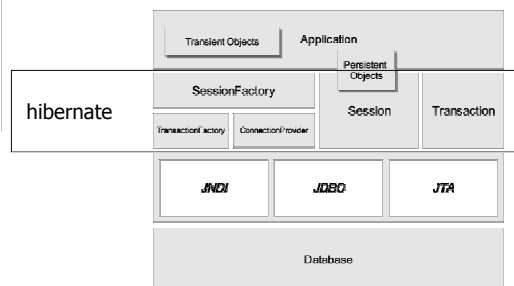 Transient Objects
Application
Persistent
Objects
hibernate
SessionFactory
Session
Transaction
TransactionFactory
ConnectionProvider
JNDI
JDBC
JTA
Database